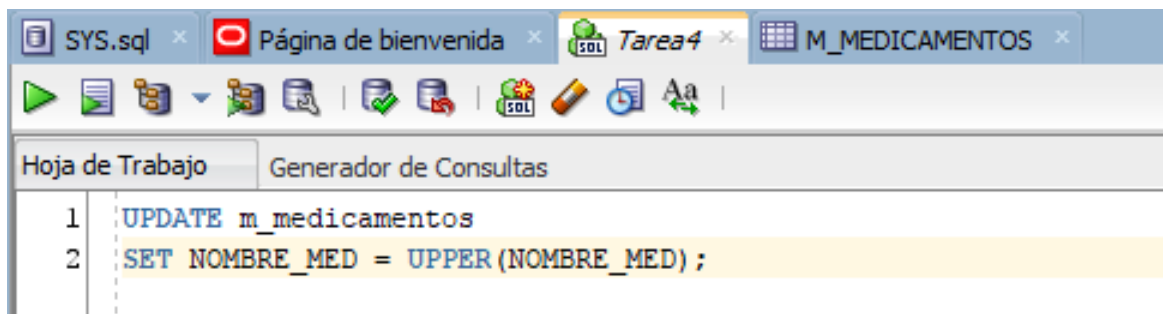 SYS.sql Página de bienvenida Tarea4 M_MEDICAMENTOS
SQL
Hoja de Trabajo Generador de Consultas
1 UPDATE m_medicamentos
2 SET NOMBRE_MED = UPPER(NOMBRE_MED);